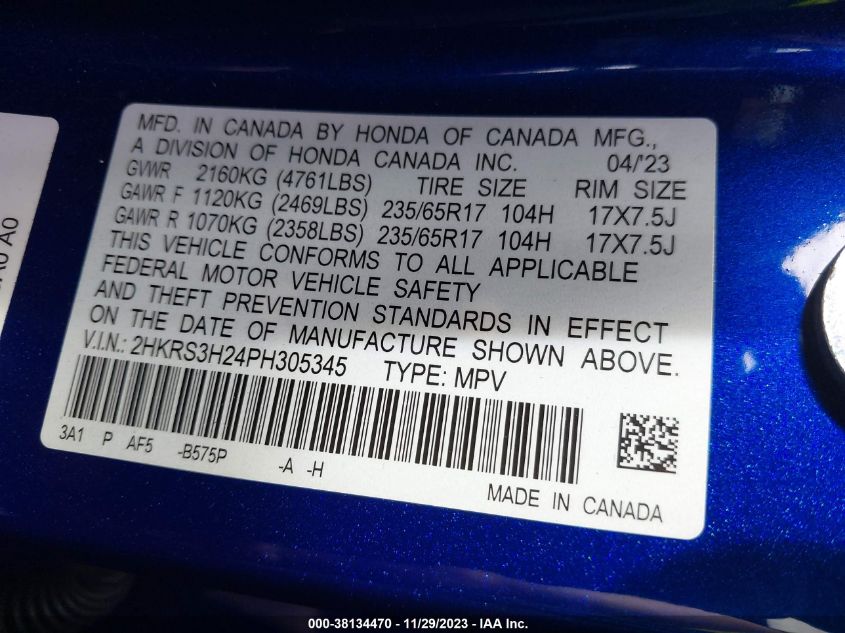 MFD. IN CANADA BY HONDA OF CANADA MFG.,
A DIVISION OF HONDA CANADA INC. 04/'23
GVWR 2160KG (4761LBS) TIRE SIZE RIM SIZE
GAWR F 1120KG (2469LBS) 235/65R17 104H 17X7.5J
GAWR R 1070KG (2358LBS) 235/65R17 104H 17X7.5J
THIS VEHICLE CONFORMS TO ALL APPLICABLE
FEDERAL MOTOR VEHICLE SAFETY
AND THEFT PREVENTION STANDARDS IN EFFECT
ON THE DATE OF MANUFACTURE SHOWN ABOVE.
V.I.N.: 2HKRS3H24PH305345 TYPE: MPV
3A1 P AF5 -B575P -A -H
MADE IN CANADA
A0
000-38134470 - 11/29/2023 - IAA Inc.